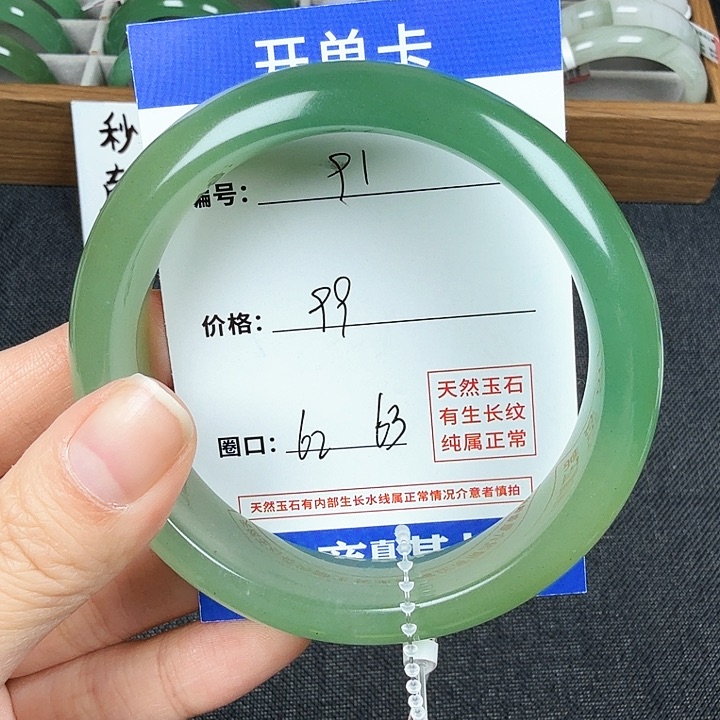 开单卡
秒
编号: 91
价格: 99
圈口: 62 63
天然玉石
有生长纹
纯属正常
天然玉石有内部生长水线属正常情况介意者慎拍